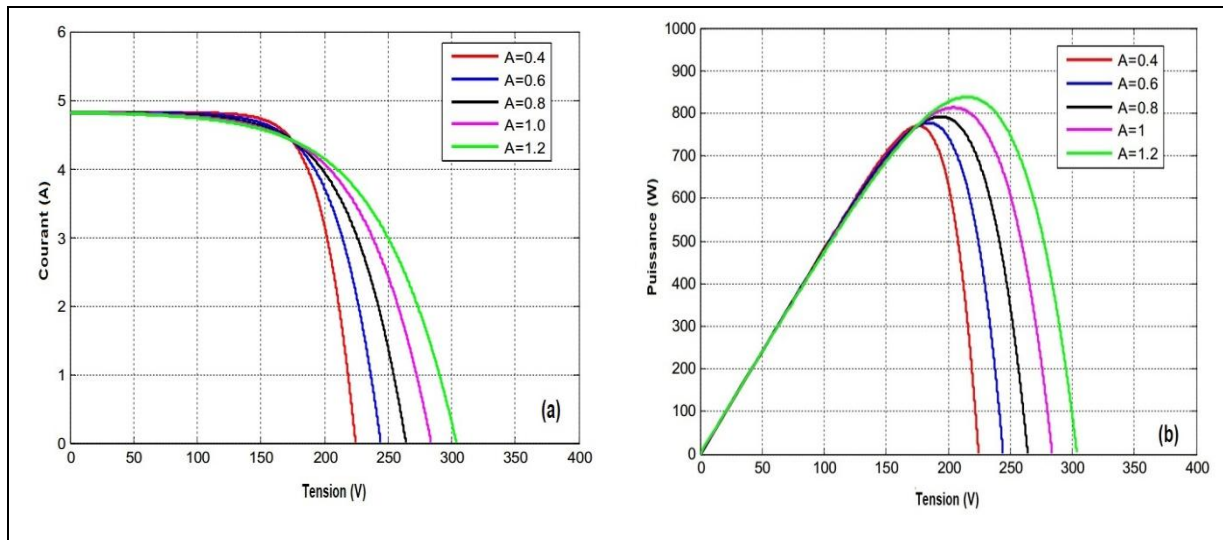 6
5
4
3
2
1
0
Courant (A)
0 50 100 150 200 250 300 350 400
Tension (V)
A=0.4
A=0.6
A=0.8
A=1.0
A=1.2
(a)
1000
900
800
700
600
500
400
300
200
100
0
Puissance (W)
0 50 100 150 200 250 300 350 400
Tension (V)
A=0.4
A=0.6
A=0.8
A=1
A=1.2
(b)